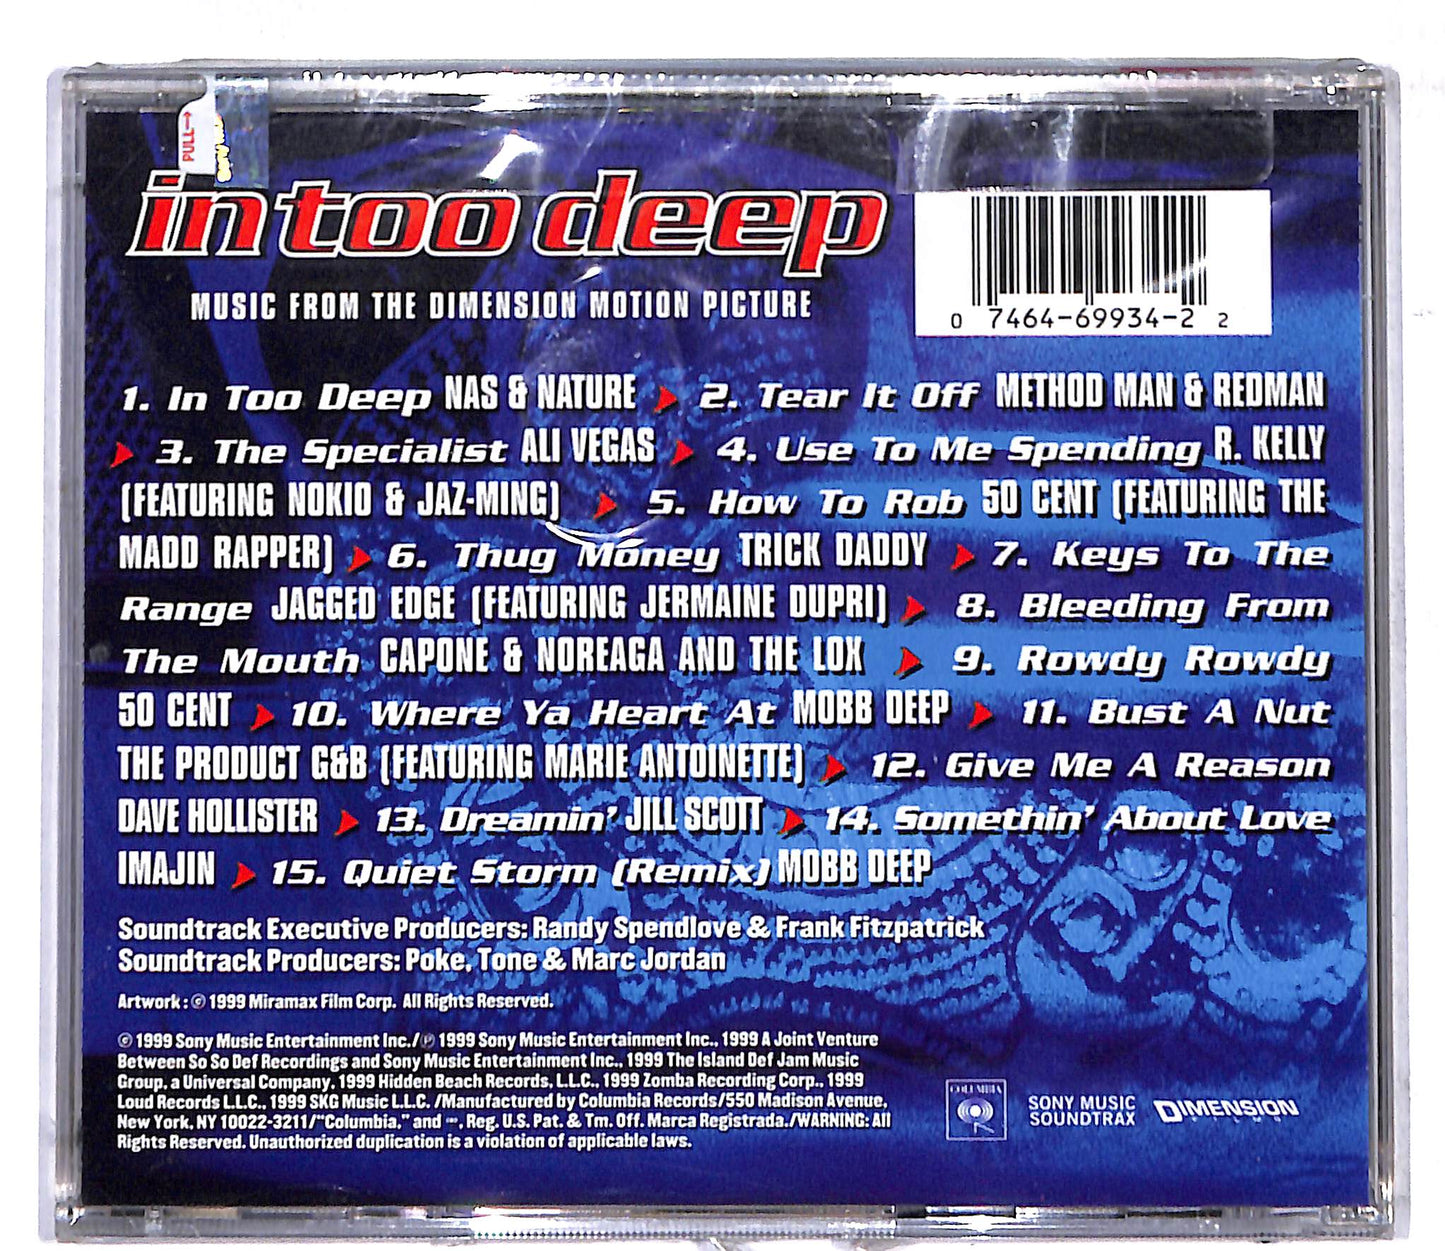 PULL→
in too deep
MUSIC FROM THE DIMENSION MOTION PICTURE
0 7464-69934-2 2
1. In Too Deep NAS & NATURE 2. Tear It Off METHOD MAN & REDMAN
3. The Specialist ALI VEGAS 4. Use To Me Spending R. KELLY
(FEATURING NOKIO & JAZ-MING) 5. How To Rob 50 CENT (FEATURING THE
MADD RAPPER) 6. Thug Money TRICK DADDY 7. Keys To The
Range JAGGED EDGE (FEATURING JERMAINE DUPRI) 8. Bleeding From
The Mouth CAPONE & NOREAGA AND THE LOX 9. Rowdy Rowdy
50 CENT 10. Where Ya Heart At MOBB DEEP 11. Bust A Nut
THE PRODUCT G&B (FEATURING MARIE ANTOINETTE) 12. Give Me A Reason
DAVE HOLLISTER 13. Dreamin' JILL SCOTT 14. Somethin' About Love
IMAJIN 15. Quiet Storm (Remix) MOBB DEEP
Soundtrack Executive Producers: Randy Spendlove & Frank Fitzpatrick
Soundtrack Producers: Poke, Tone & Marc Jordan
Artwork: © 1999 Miramax Film Corp. All Rights Reserved.
© 1999 Sony Music Entertainment Inc./℗ 1999 Sony Music Entertainment Inc., 1999 A Joint Venture
Between So So Def Recordings and Sony Music Entertainment Inc., 1999 The Island Def Jam Music
Group, a Universal Company, 1999 Hidden Beach Records, L.L.C., 1999 Zomba Recording Corp., 1999
Loud Records L.L.C., 1999 SKG Music L.L.C. /Manufactured by Columbia Records/550 Madison Avenue,
New York, NY 10022-3211/"Columbia," and , Reg. U.S. Pat. & Tm. Off. Marca Registrada./WARNING: All
Rights Reserved. Unauthorized duplication is a violation of applicable laws.
COLUMBIA
SONY MUSIC
SOUNDTRAX
DIMENSION
FILMS